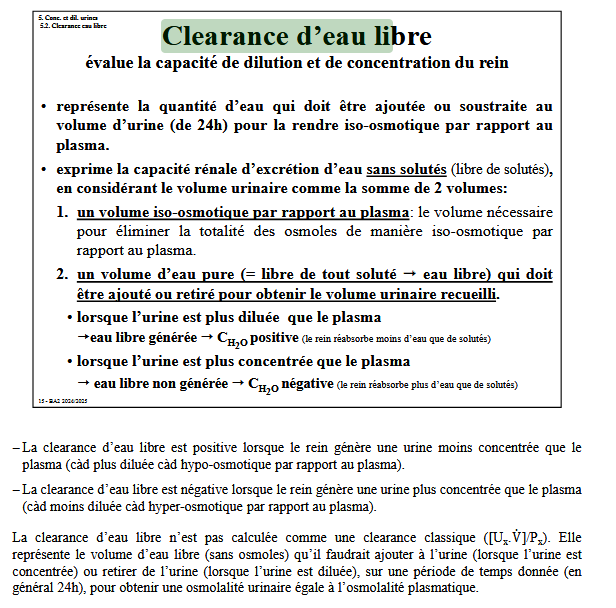 5. Conc. et dil. urines
5.2. Clearance eau libre
Clearance d’eau libre
évalue la capacité de dilution et de concentration du rein
• représente la quantité d’eau qui doit être ajoutée ou soustraite au
volume d’urine (de 24h) pour la rendre iso-osmotique par rapport au
plasma.
• exprime la capacité rénale d’excrétion d’eau sans solutés (libre de solutés),
en considérant le volume urinaire comme la somme de 2 volumes:
1. un volume iso-osmotique par rapport au plasma: le volume nécessaire
pour éliminer la totalité des osmoles de manière iso-osmotique par
rapport au plasma.
2. un volume d’eau pure (= libre de tout soluté → eau libre) qui doit
être ajouté ou retiré pour obtenir le volume urinaire recueilli.
• lorsque l’urine est plus diluée que le plasma
→eau libre générée → CH2O positive (le rein réabsorbe moins d’eau que de solutés)
• lorsque l’urine est plus concentrée que le plasma
→ eau libre non générée → CH2O négative (le rein réabsorbe plus d’eau que de solutés)
15 - BA2 2024/2025
– La clearance d’eau libre est positive lorsque le rein génère une urine moins concentrée que le
plasma (càd plus diluée càd hypo-osmotique par rapport au plasma).
– La clearance d’eau libre est négative lorsque le rein génère une urine plus concentrée que le plasma
(càd moins diluée càd hyper-osmotique par rapport au plasma).
La clearance d’eau libre n’est pas calculée comme une clearance classique ([Ux.V̇]/Px). Elle
représente le volume d’eau libre (sans osmoles) qu’il faudrait ajouter à l’urine (lorsque l’urine est
concentrée) ou retirer de l’urine (lorsque l’urine est diluée), sur une période de temps donnée (en
général 24h), pour obtenir une osmolalité urinaire égale à l’osmolalité plasmatique.